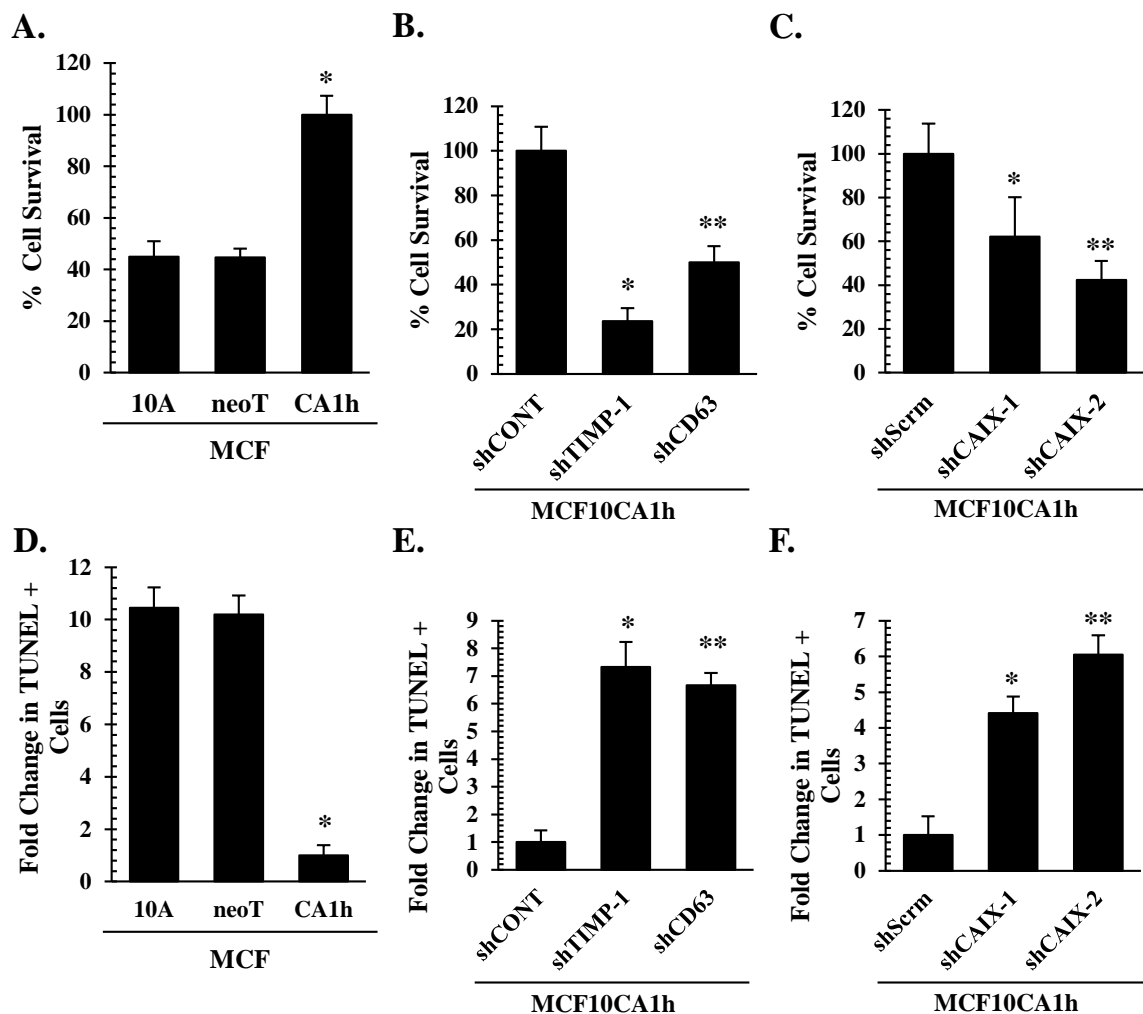 A.
% Cell Survival
120
100
80
60
40
20
0
*
10A neoT CA1h
MCF
B.
% Cell Survival
120
100
80
60
40
20
0
*
**
shCONT
shTIMP-1
shCD63
MCF10CA1h
C.
% Cell Survival
120
100
80
60
40
20
0
*
**
shScrm
shCAIX-1
shCAIX-2
MCF10CA1h
D.
Fold Change in TUNEL +
Cells
12
10
8
6
4
2
0
*
10A neoT CA1h
MCF
E.
Fold Change in TUNEL +
Cells
9
8
7
6
5
4
3
2
1
0
*
**
shCONT
shTIMP-1
shCD63
MCF10CA1h
F.
Fold Change in TUNEL +
Cells
7
6
5
4
3
2
1
0
*
**
shScrm
shCAIX-1
shCAIX-2
MCF10CA1h